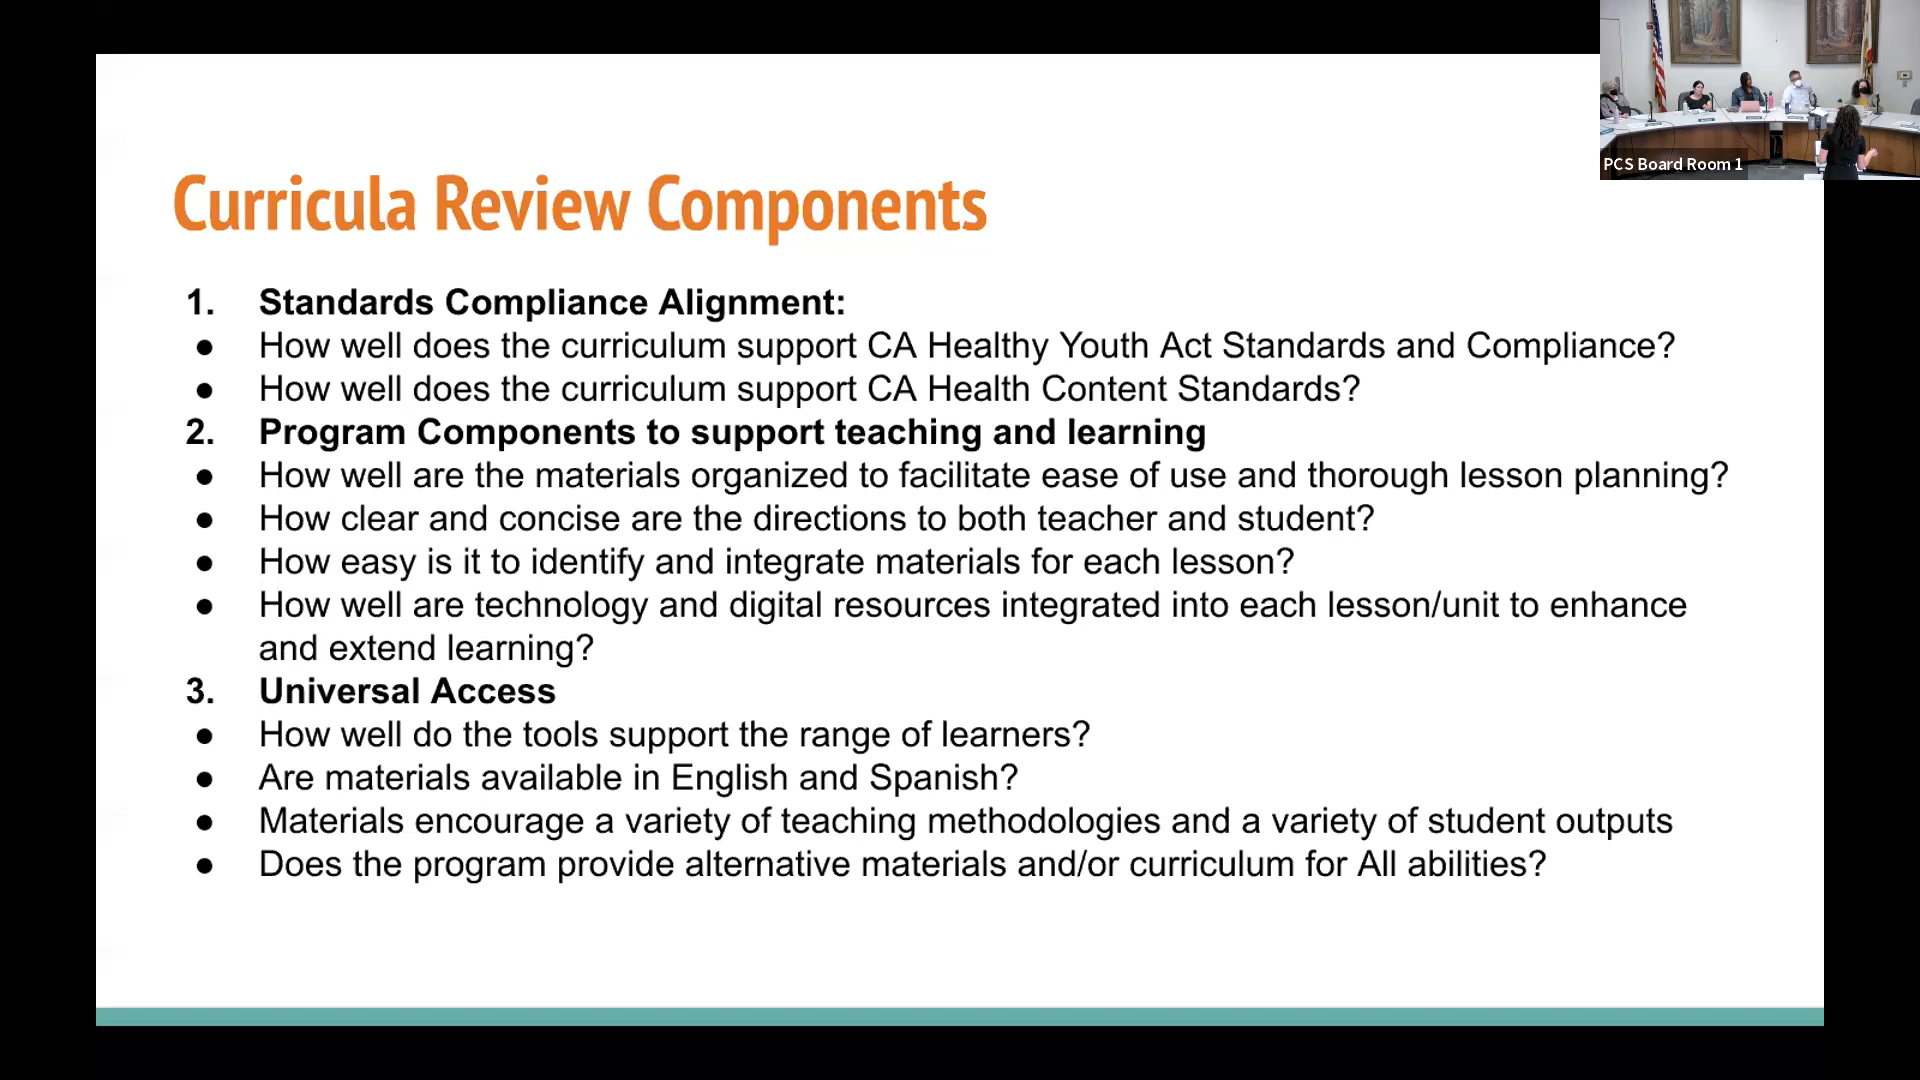 PCS Board Room 1
Curricula Review Components
1. Standards Compliance Alignment:
● How well does the curriculum support CA Healthy Youth Act Standards and Compliance?
● How well does the curriculum support CA Health Content Standards?
2. Program Components to support teaching and learning
● How well are the materials organized to facilitate ease of use and thorough lesson planning?
● How clear and concise are the directions to both teacher and student?
● How easy is it to identify and integrate materials for each lesson?
● How well are technology and digital resources integrated into each lesson/unit to enhance
and extend learning?
3. Universal Access
● How well do the tools support the range of learners?
● Are materials available in English and Spanish?
● Materials encourage a variety of teaching methodologies and a variety of student outputs
● Does the program provide alternative materials and/or curriculum for All abilities?